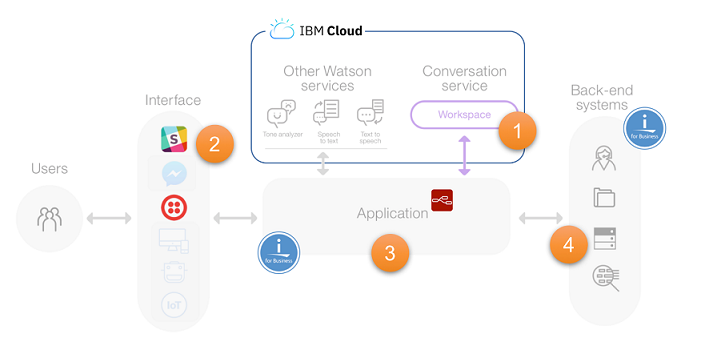 IBM Cloud
Other Watson
services
Conversation
service
Tone analyzer
Speech
to text
Text to
speech
Workspace
1
Interface
S
2
Back-end
systems
i
for Business
Users
Application
3
i
for Business
4
IoT